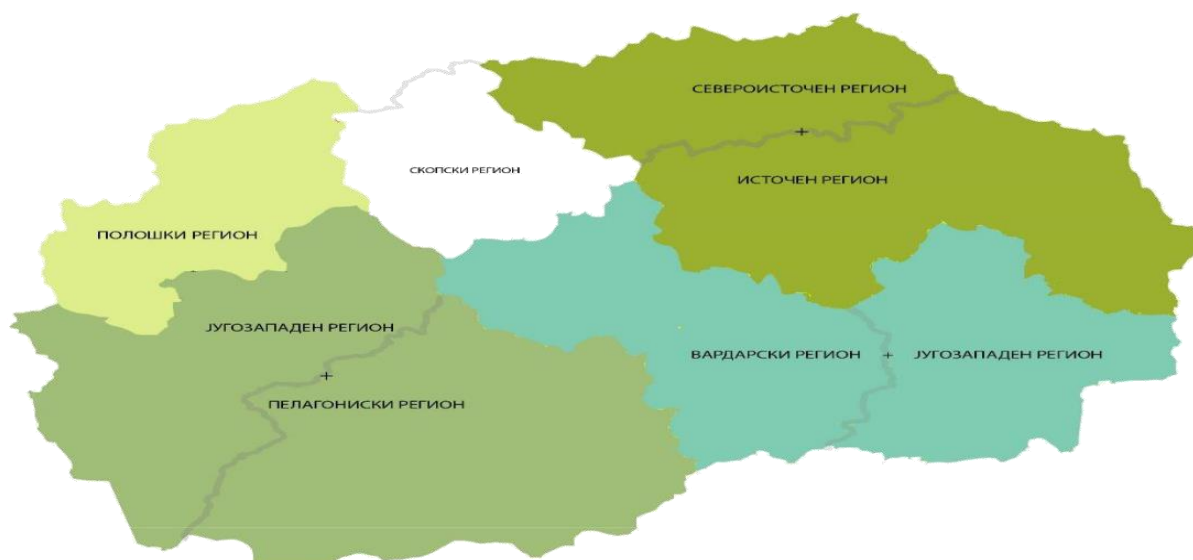 СЕВЕРОИСТОЧЕН РЕГИОН
СКОПСКИ РЕГИОН
ИСТОЧЕН РЕГИОН
ПОЛОШКИ РЕГИОН
ЈУГОЗАПАДЕН РЕГИОН
ВАРДАРСКИ РЕГИОН
ЈУГОЗАПАДЕН РЕГИОН
ПЕЛАГОНИСКИ РЕГИОН